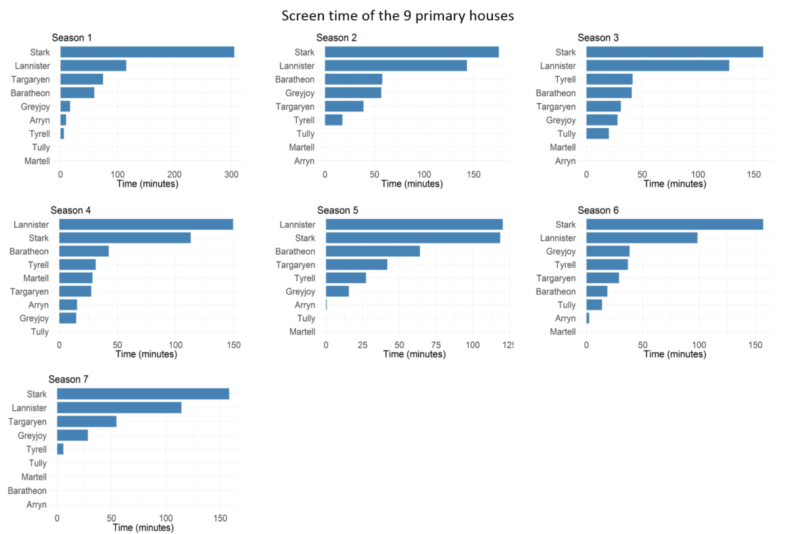 Screen time of the 9 primary houses
Season 1
Stark
Lannister
Targaryen
Baratheon
Greyjoy
Arryn
Tyrell
Tully
Martell
0 100 200 300
Time (minutes)
Season 2
Stark
Lannister
Baratheon
Greyjoy
Targaryen
Tyrell
Tully
Martell
Arryn
0 50 100 150
Time (minutes)
Season 3
Stark
Lannister
Tyrell
Baratheon
Targaryen
Greyjoy
Tully
Martell
Arryn
0 50 100 150
Time (minutes)
Season 4
Lannister
Stark
Baratheon
Tyrell
Martell
Targaryen
Arryn
Greyjoy
Tully
0 50 100 150
Time (minutes)
Season 5
Lannister
Stark
Baratheon
Targaryen
Tyrell
Greyjoy
Arryn
Tully
Martell
0 25 50 75 100 125
Time (minutes)
Season 6
Stark
Lannister
Greyjoy
Tyrell
Targaryen
Baratheon
Tully
Arryn
Martell
0 50 100 150
Time (minutes)
Season 7
Stark
Lannister
Targaryen
Greyjoy
Tyrell
Tully
Martell
Baratheon
Arryn
0 50 100 150
Time (minutes)